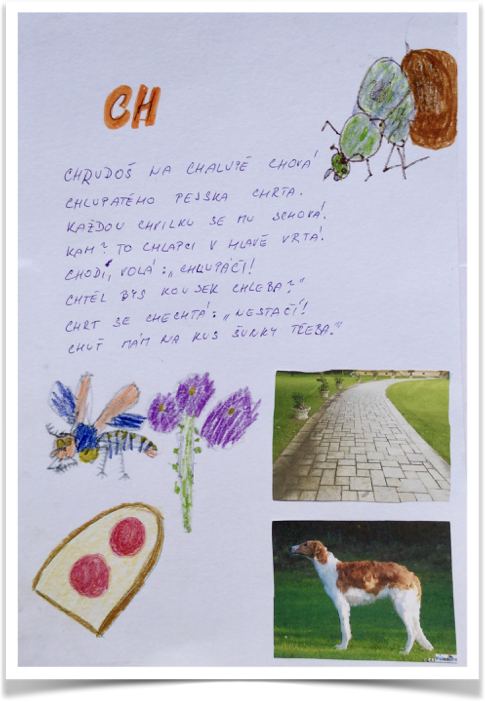 CH
CHRUDOŠ NA CHALUPĚ CHOVÁ
CHLUPATÉHO PEJSKA CHRTA.
KAŽDOU CHVILKU SE MU SCHOVÁ.
KAM? TO CHLAPCI V HLAVĚ VRTÁ.
CHODÍ, VOLÁ: „CHLUPÁČI!
CHTĚL BYS KOUSEK CHLEBA?"
CHRT SE CHECHTÁ: „NESTAČÍ!
CHUŤ MÁM NA KUS ŠUNKY TŘEBA."